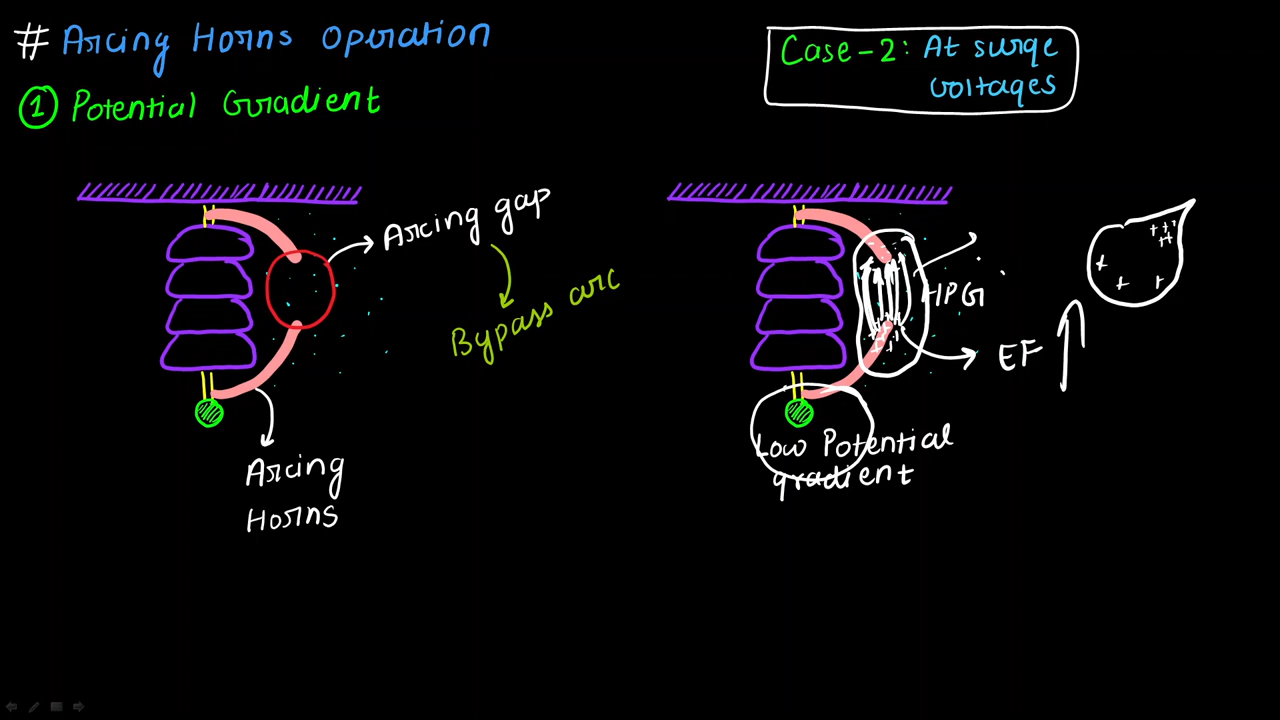 # Arcing Horns Operation
Case-2: At surge
voltages
1 Potential Gradient
Arcing gap
Bypass arc
HPG
EF
Low Potential
gradient
Arcing
Horns